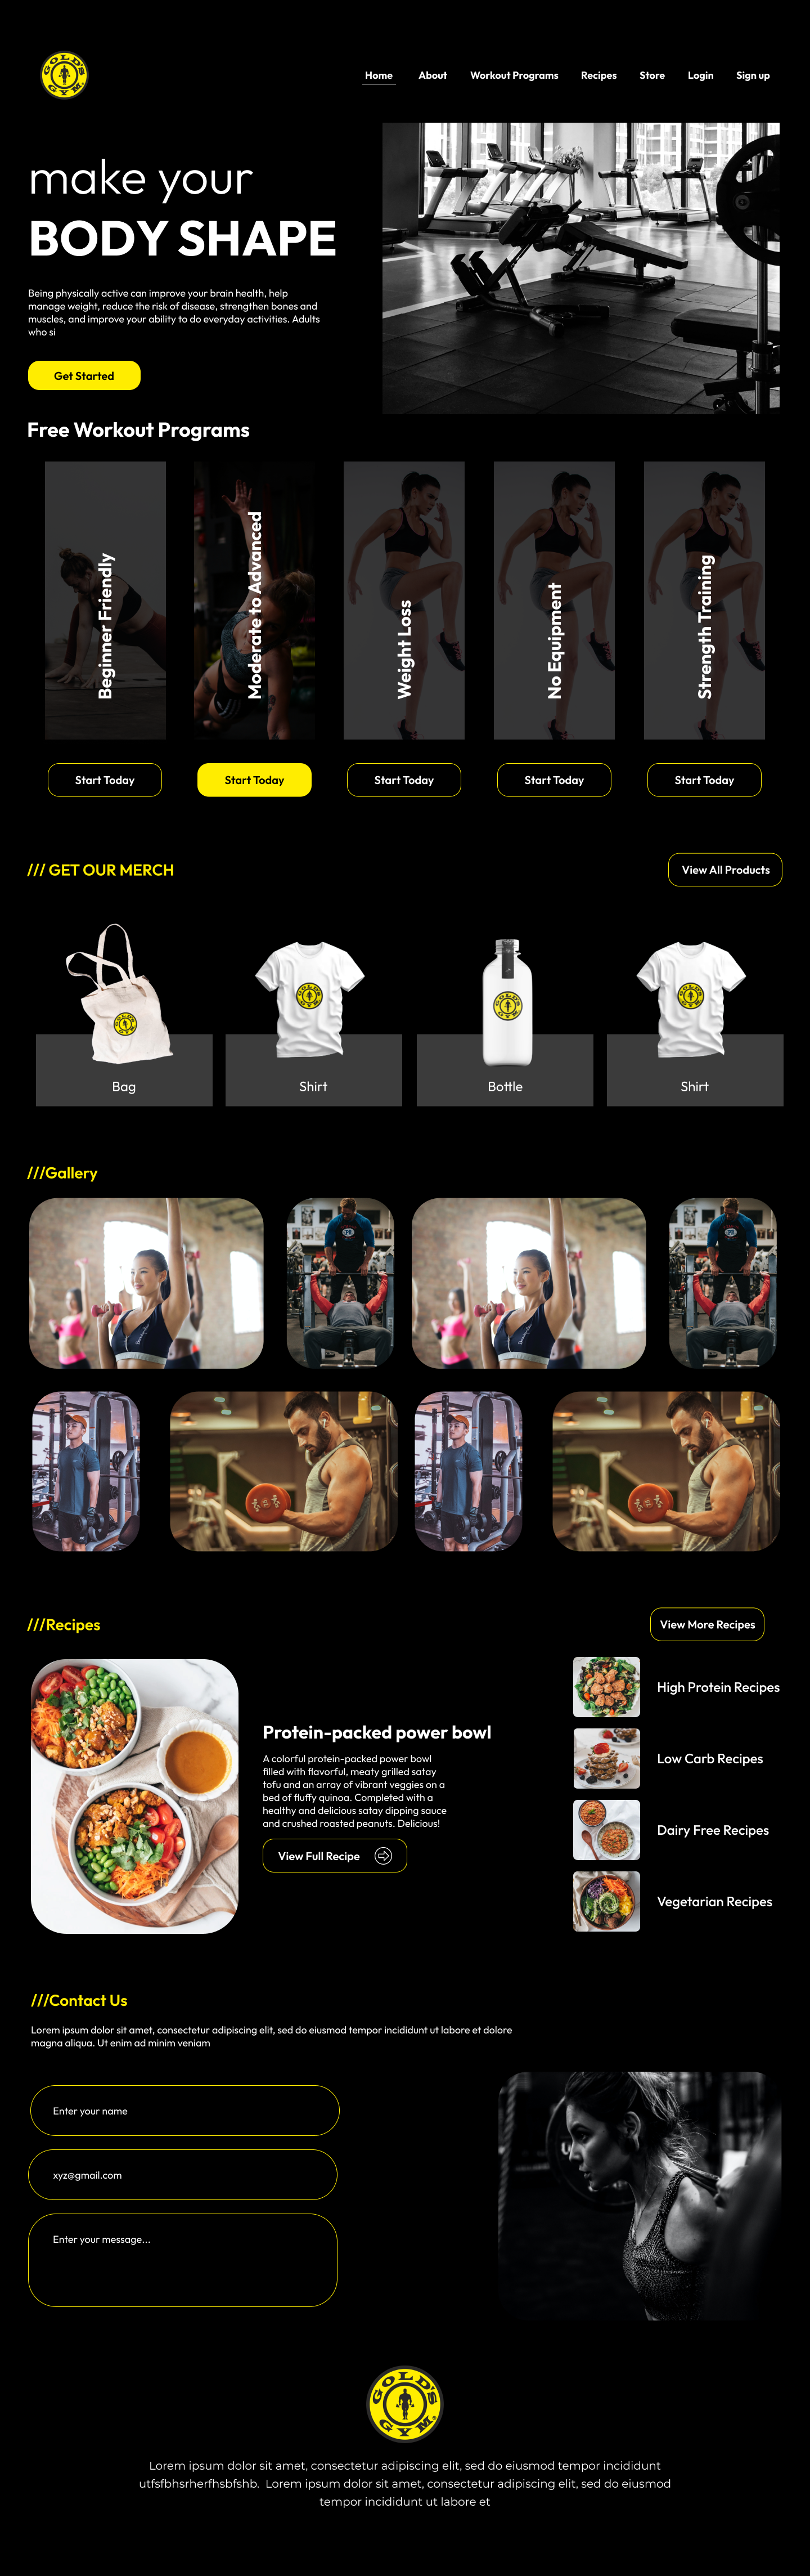 GOLD'S GYM
Home About Workout Programs Recipes Store Login Sign up
make your
BODY SHAPE
Being physically active can improve your brain health, help
manage weight, reduce the risk of disease, strengthen bones and
muscles, and improve your ability to do everyday activities. Adults
who si
Get Started
Free Workout Programs
Beginner Friendly
Moderate to Advanced
Weight Loss
No Equipment
Strength Training
Start Today
Start Today
Start Today
Start Today
Start Today
/// GET OUR MERCH
View All Products
GOLD'S GYM
GOLD'S GYM
GOLD'S GYM
GOLD'S GYM
Bag
Shirt
Bottle
Shirt
///Gallery
///Recipes
View More Recipes
High Protein Recipes
Protein-packed power bowl
A colorful protein-packed power bowl
filled with flavorful, meaty grilled satay
tofu and an array of vibrant veggies on a
bed of fluffy quinoa. Completed with a
healthy and delicious satay dipping sauce
and crushed roasted peanuts. Delicious!
View Full Recipe
Low Carb Recipes
Dairy Free Recipes
Vegetarian Recipes
///Contact Us
Lorem ipsum dolor sit amet, consectetur adipiscing elit, sed do eiusmod tempor incididunt ut labore et dolore
magna aliqua. Ut enim ad minim veniam
Enter your name
xyz@gmail.com
Enter your message...
GOLD'S GYM
Lorem ipsum dolor sit amet, consectetur adipiscing elit, sed do eiusmod tempor incididunt
utfsfbhsrherfhsbfshb.  Lorem ipsum dolor sit amet, consectetur adipiscing elit, sed do eiusmod
tempor incididunt ut labore et